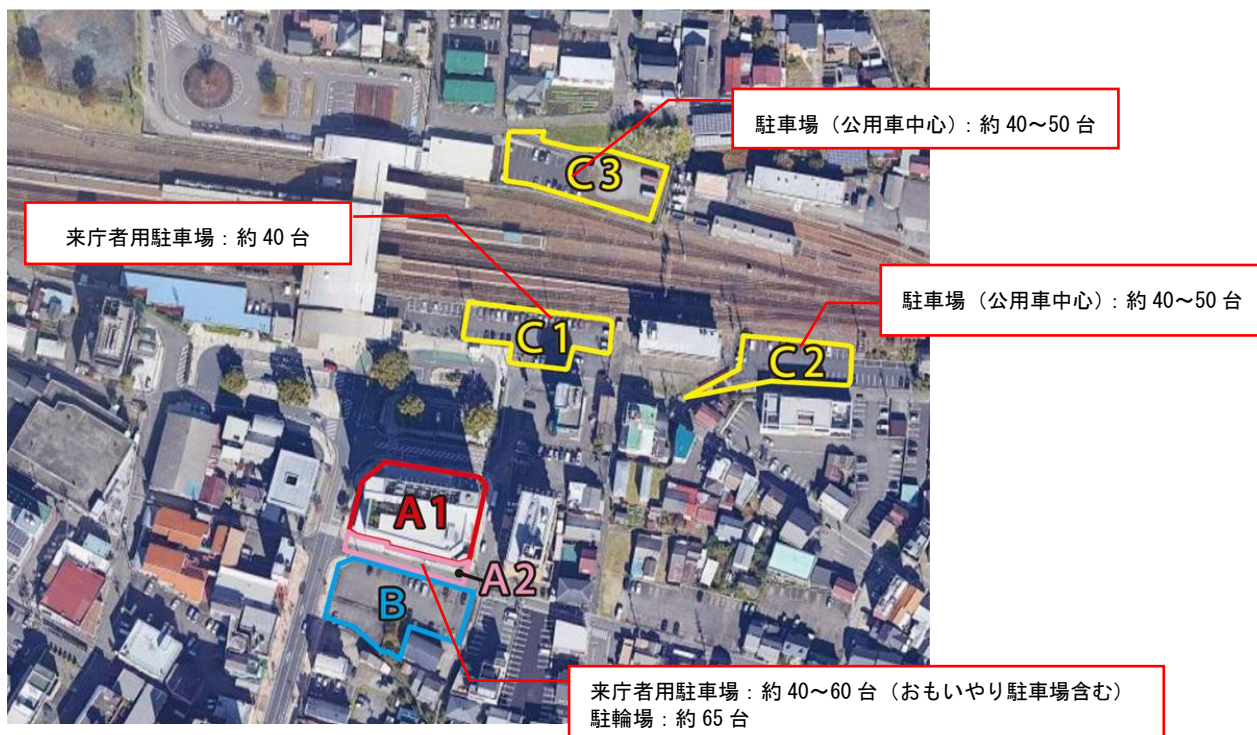 駐車場（公用車中心）：約 40～50 台
C3
来庁者用駐車場：約 40 台
駐車場（公用車中心）：約 40～50 台
C1
C2
A1
A2
B
来庁者用駐車場：約 40～60 台（おもいやり駐車場含む）
駐輪場：約 65 台